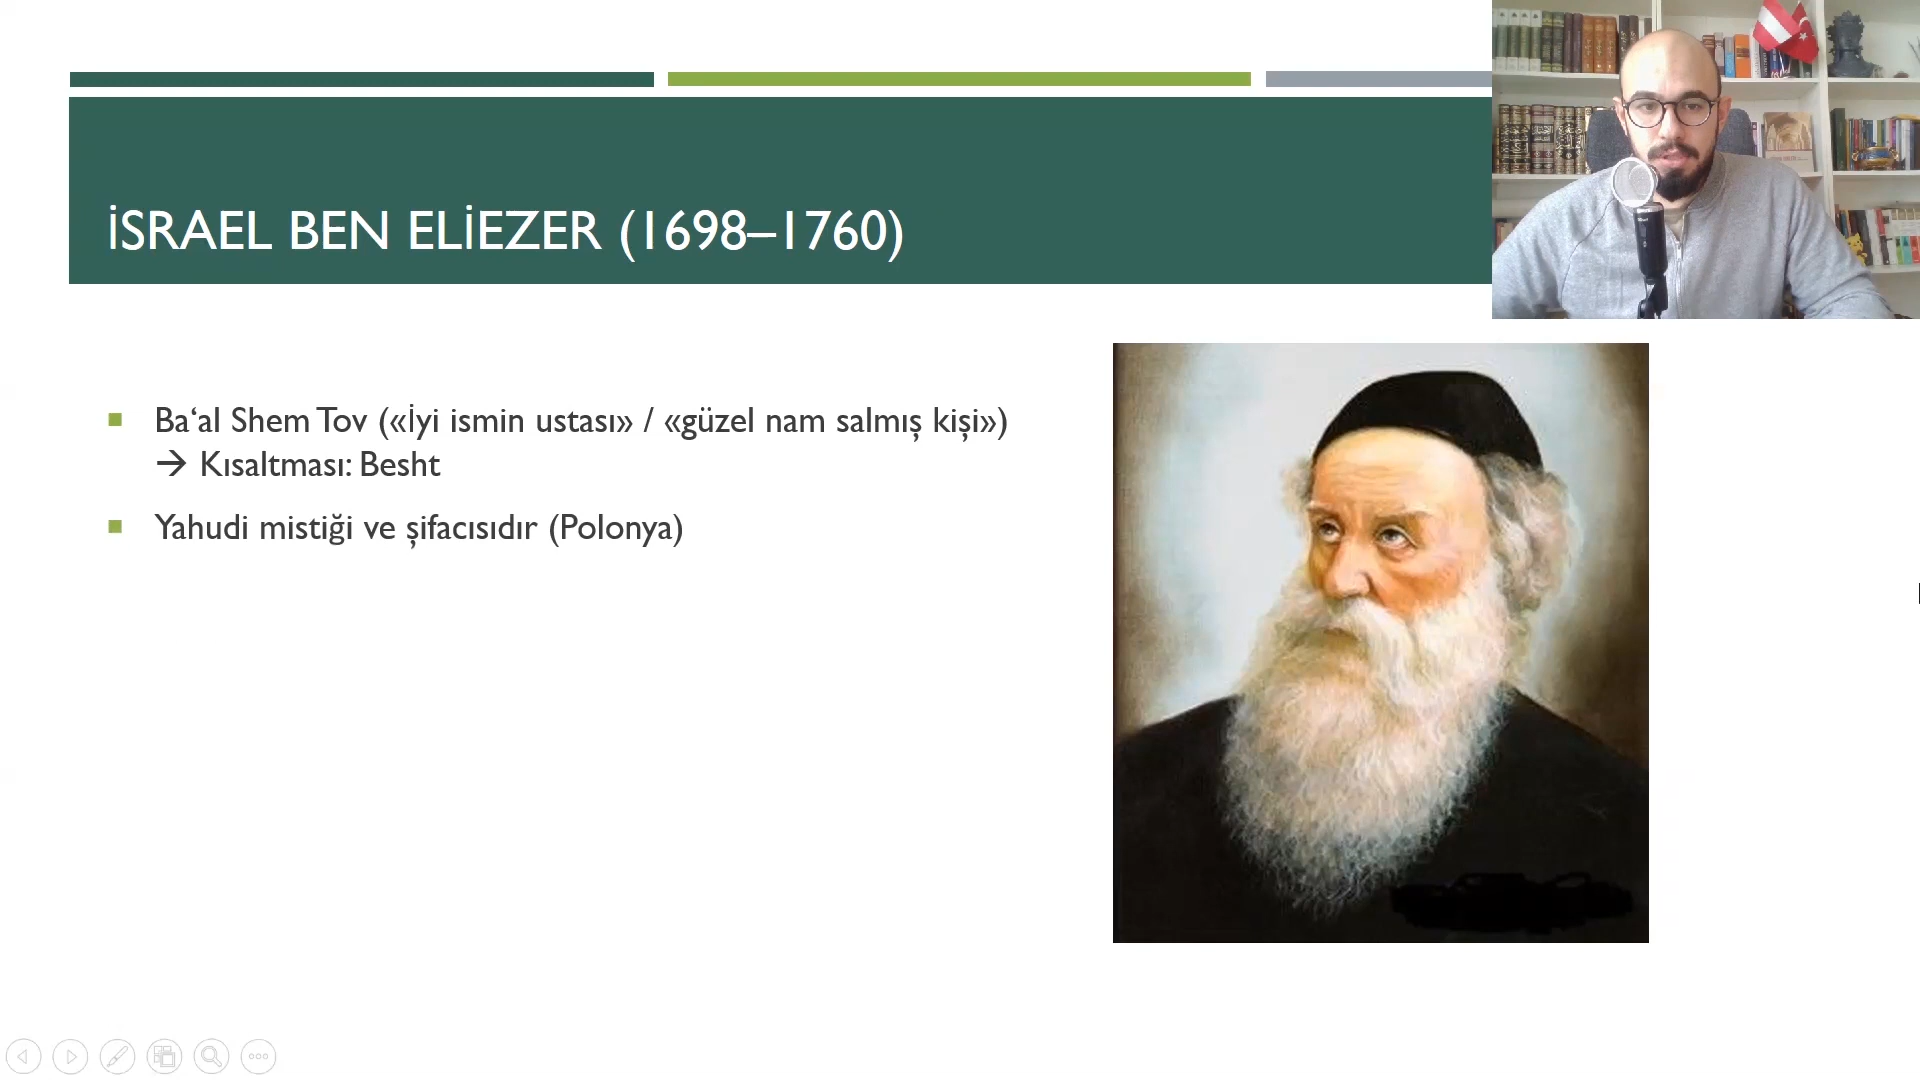 İSRAEL BEN ELİEZER (1698–1760)
Ba‘al Shem Tov («İyi ismin ustası» / «güzel nam salmış kişi»)
→ Kısaltması: Besht
Yahudi mistiği ve şifacısıdır (Polonya)